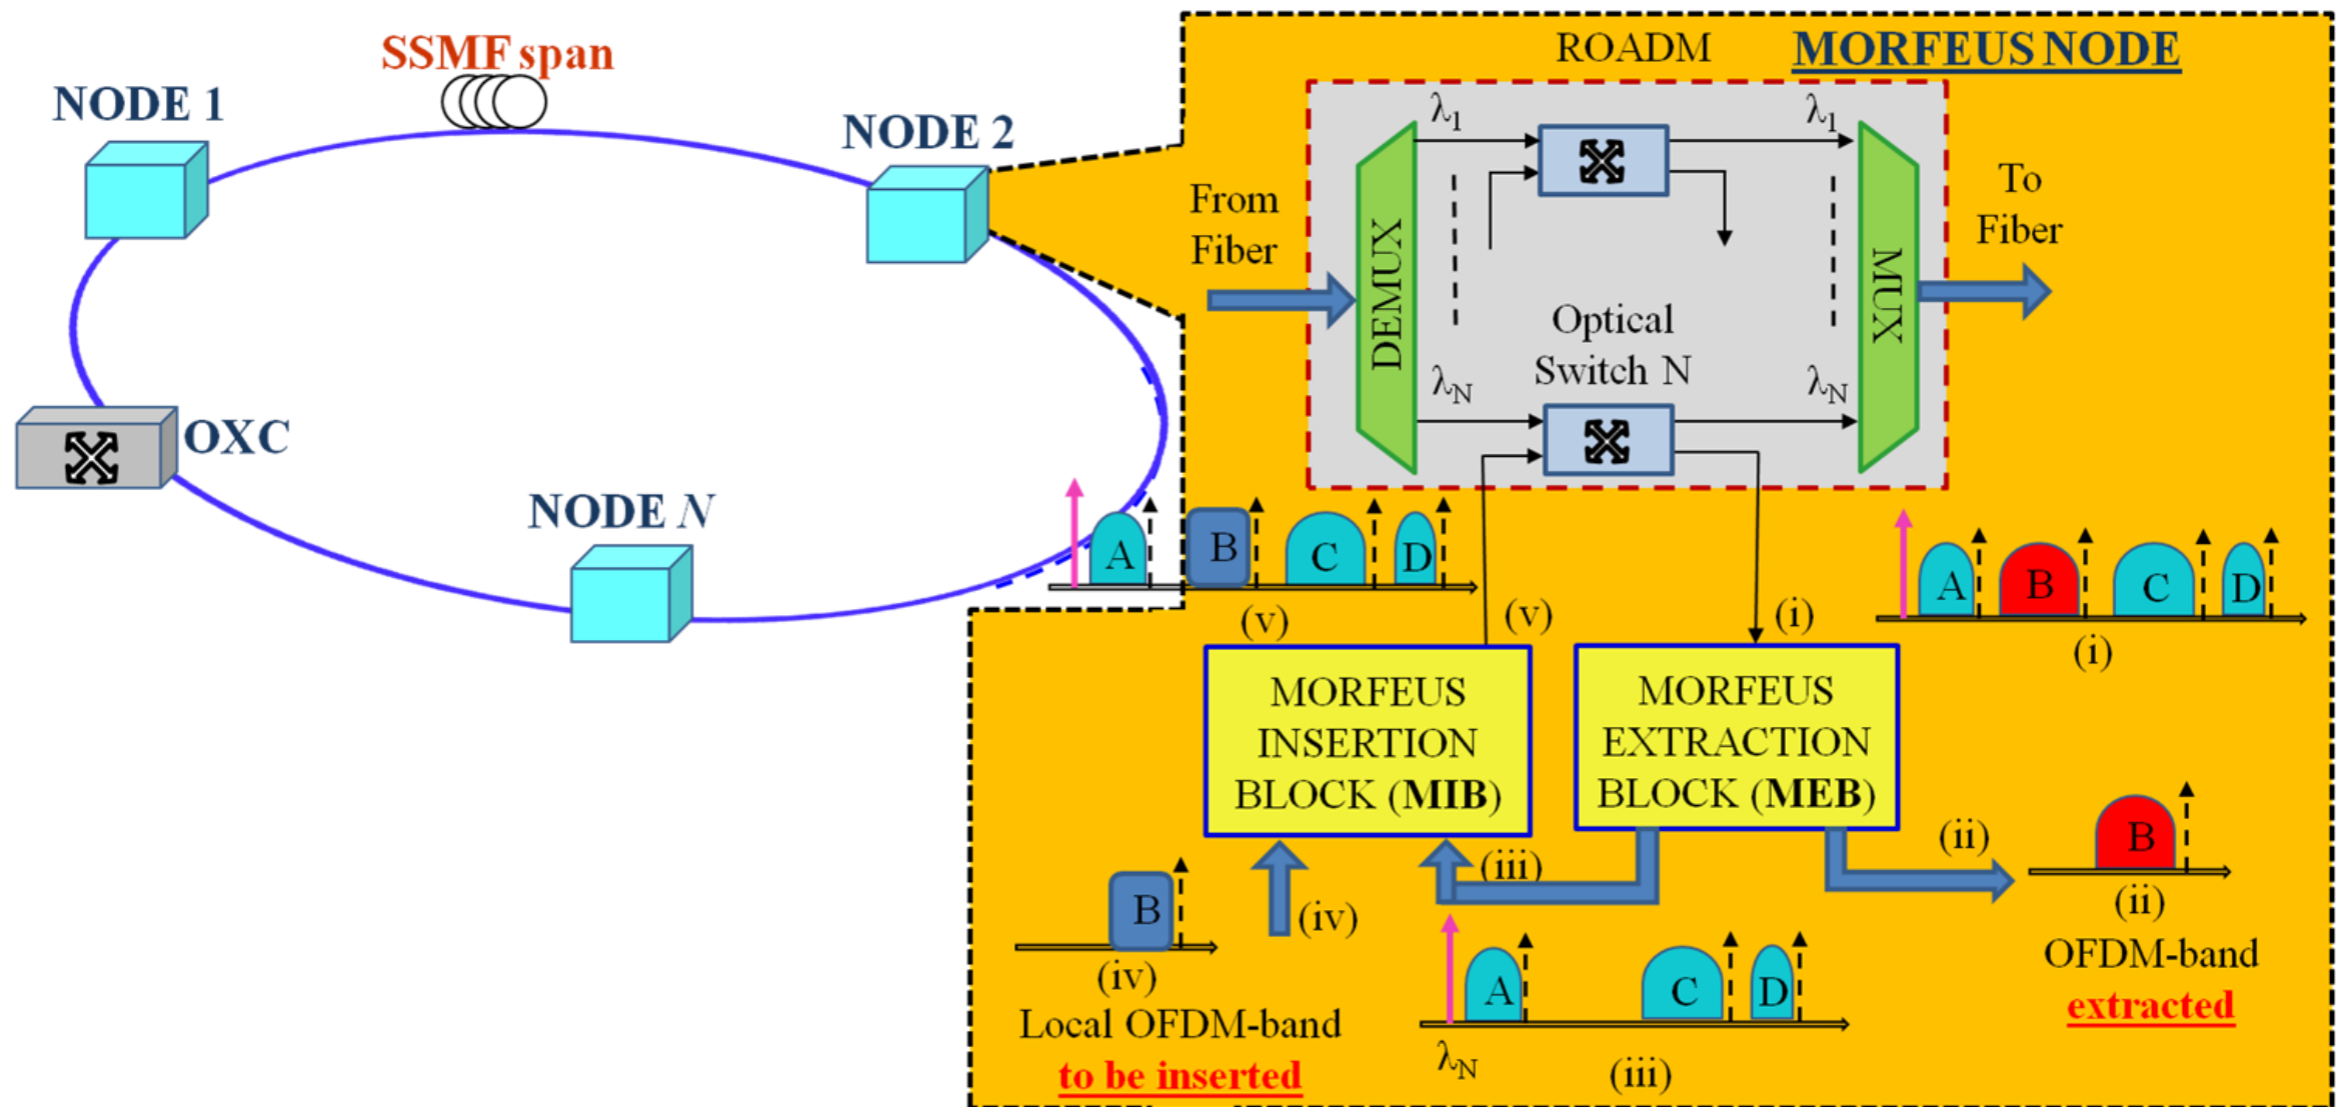 SSMF span
NODE 1
NODE 2
OXC
NODE N
ROADM
MORFEUS NODE
λ1
λ1
From
Fiber
To
Fiber
DEMUX
MUX
Optical
Switch N
λN
λN
A
B
C
D
(v)
(v)
(i)
A
B
C
D
(i)
MORFEUS
INSERTION
BLOCK (MIB)
MORFEUS
EXTRACTION
BLOCK (MEB)
(iii)
(ii)
B
(ii)
OFDM-band
extracted
B
(iv)
(iv)
Local OFDM-band
to be inserted
A
C
D
λN
(iii)